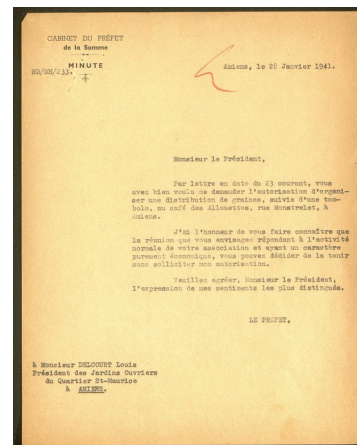 CABINET DU PRÉFET
de la Somme
MINUTE
Amiens, le 28 Janvier 1941.
Monsieur le Président,
Par lettre en date du 23 courant, vous
avez bien voulu me demander l'autorisation d'organi-
ser une distribution de graines, suivie d'une tom-
bola, au café des Allouettes, rue Monstrelet, à
Amiens.
J'ai l'honneur de vous faire connaître que
la réunion que vous envisagez répondant à l'activité
normale de votre association et ayant un caractère
purement économique, vous pouvez décider de la tenir
sans solliciter mon autorisation.
Veuillez agréer, Monsieur le Président,
l'expression de mes sentiments les plus distingués.
LE PREFET,
à Monsieur DELCOURT Louis
Président des Jardins Ouvriers
du Quartier St-Maurice
à AMIENS.